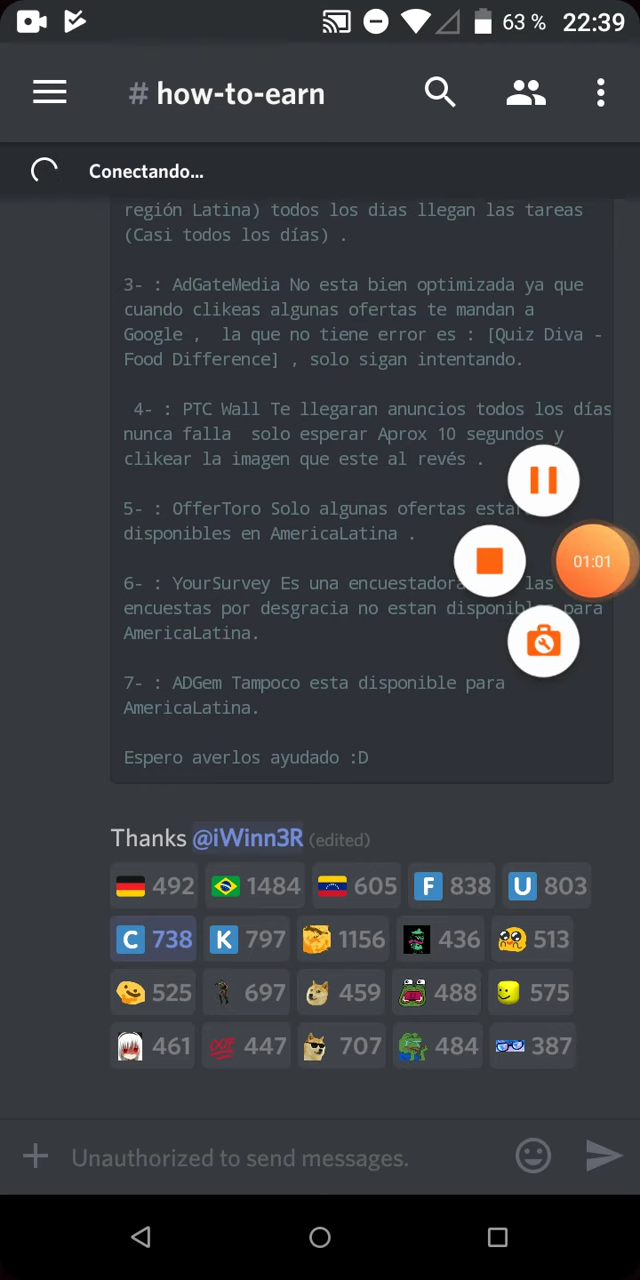 63 % 22:39
# how-to-earn
Conectando...
región Latina) todos los dias llegan las tareas
(Casi todos los días) .
3- : AdGateMedia No esta bien optimizada ya que
cuando clikeas algunas ofertas te mandan a
Google ,  la que no tiene error es : [Quiz Diva -
Food Difference] , solo sigan intentando.
4- : PTC Wall Te llegaran anuncios todos los días
nunca falla  solo esperar Aprox 10 segundos y
clikear la imagen que este al revés .
5- : OfferToro Solo algunas ofertas estan
disponibles en AmericaLatina .
6- : YourSurvey Es una encuestadora las
encuestas por desgracia no estan disponibles para
AmericaLatina.
7- : ADGem Tampoco esta disponible para
AmericaLatina.
Espero averlos ayudado :D
01:01
Thanks @iWinn3R (edited)
492 1484 605 F 838 U 803
C 738 K 797 1156 436 513
525 697 459 488 575
461 OOF 447 707 484 387
Unauthorized to send messages.